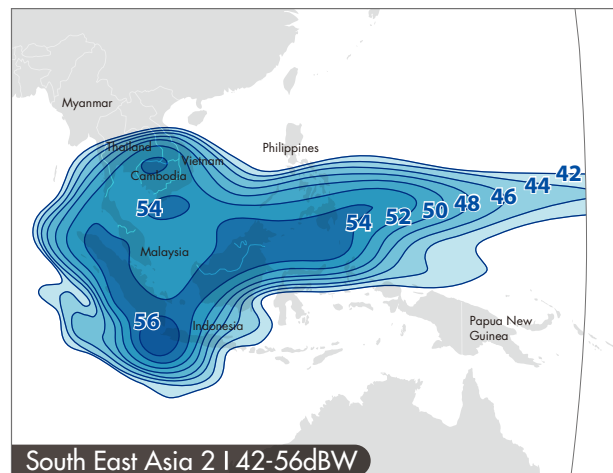 Myanmar
Thailand
Vietnam
Cambodia
Philippines
42
44
46
48
50
52
54
54
Malaysia
56
Indonesia
Papua New
Guinea
South East Asia 2 I 42-56dBW